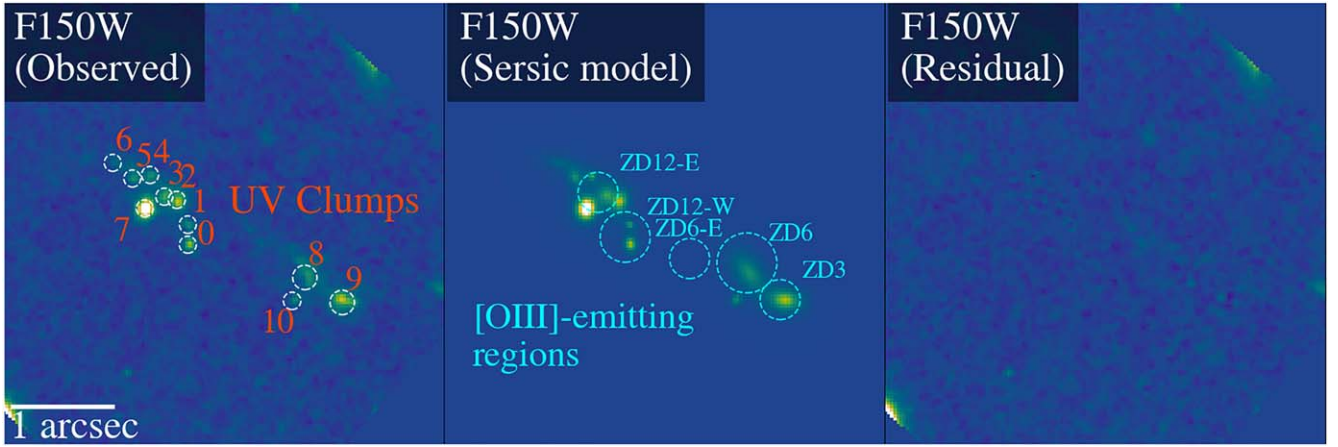 F150W
(Observed)
6
5
4
3
2
1
UV Clumps
7
0
8
9
10
1 arcsec
F150W
(Sersic model)
ZD12-E
ZD12-W
ZD6-E
ZD6
ZD3
[OIII]-emitting
regions
F150W
(Residual)